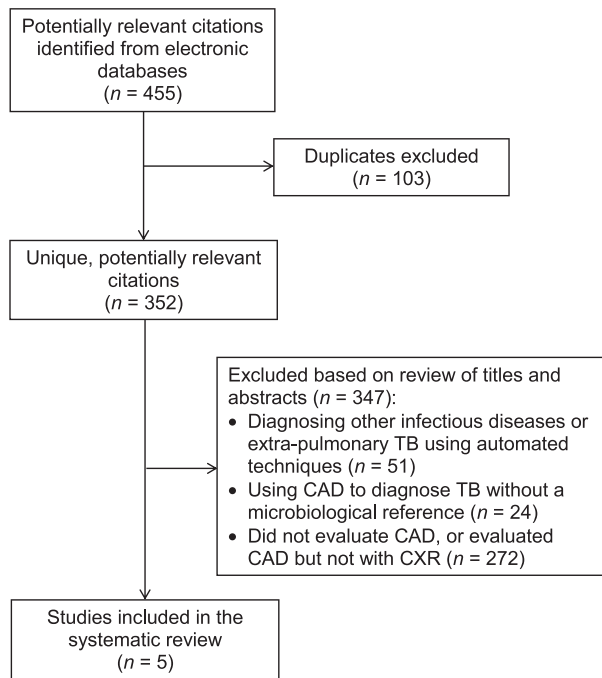 Potentially relevant citations
identified from electronic
databases
(n = 455)
Duplicates excluded
(n = 103)
Unique, potentially relevant
citations
(n = 352)
Excluded based on review of titles and
abstracts (n = 347):
• Diagnosing other infectious diseases or
extra-pulmonary TB using automated
techniques (n = 51)
• Using CAD to diagnose TB without a
microbiological reference (n = 24)
• Did not evaluate CAD, or evaluated
CAD but not with CXR (n = 272)
Studies included in the
systematic review
(n = 5)